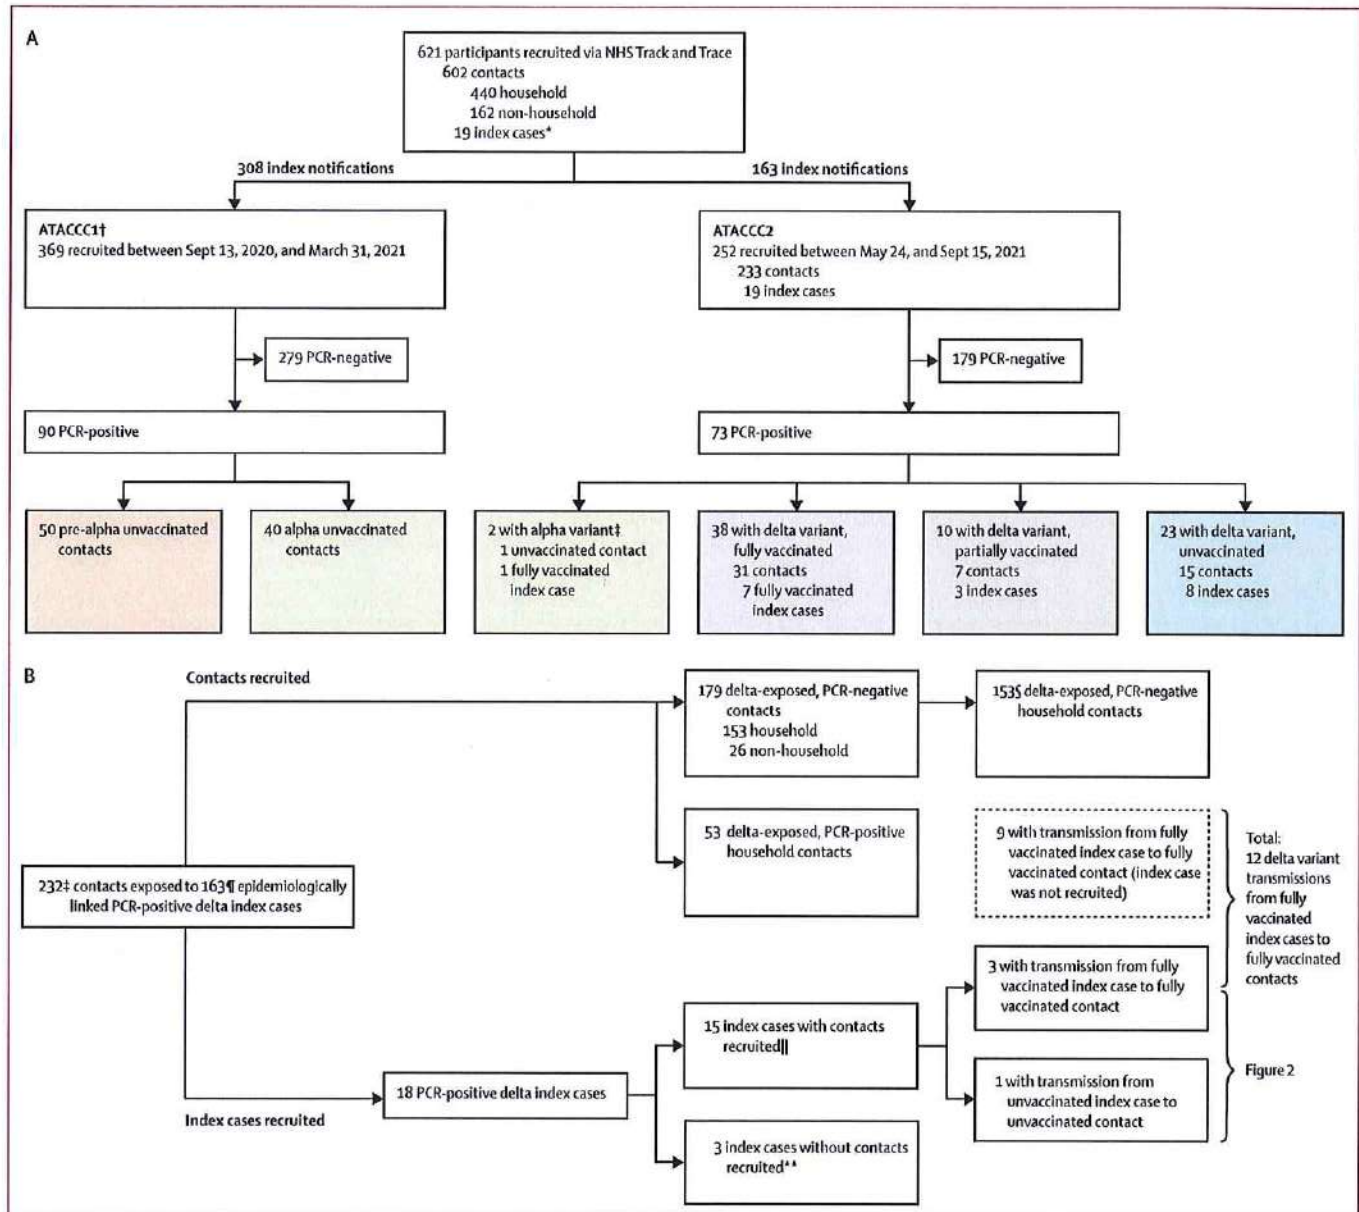 A
621 participants recruited via NHS Track and Trace
602 contacts
440 household
162 non-household
19 index cases*
308 index notifications
163 index notifications
ATACCC1†
369 recruited between Sept 13, 2020, and March 31, 2021
ATACCC2
252 recruited between May 24, and Sept 15, 2021
233 contacts
19 index cases
279 PCR-negative
179 PCR-negative
90 PCR-positive
73 PCR-positive
50 pre-alpha unvaccinated
contacts
40 alpha unvaccinated
contacts
2 with alpha variant‡
1 unvaccinated contact
1 fully vaccinated
index case
38 with delta variant,
fully vaccinated
31 contacts
7 fully vaccinated
index cases
10 with delta variant,
partially vaccinated
7 contacts
3 index cases
23 with delta variant,
unvaccinated
15 contacts
8 index cases
B
Contacts recruited
179 delta-exposed, PCR-negative
contacts
153 household
26 non-household
153§ delta-exposed, PCR-negative
household contacts
53 delta-exposed, PCR-positive
household contacts
9 with transmission from fully
vaccinated index case to fully
vaccinated contact (index case
was not recruited)
Total:
12 delta variant
transmissions
from fully
vaccinated
index cases to
fully vaccinated
contacts
232‡ contacts exposed to 163¶ epidemiologically
linked PCR-positive delta index cases
3 with transmission from fully
vaccinated index case to fully
vaccinated contact
15 index cases with contacts
recruited||
18 PCR-positive delta index cases
Index cases recruited
1 with transmission from
unvaccinated index case to
unvaccinated contact
Figure 2
3 index cases without contacts
recruited**